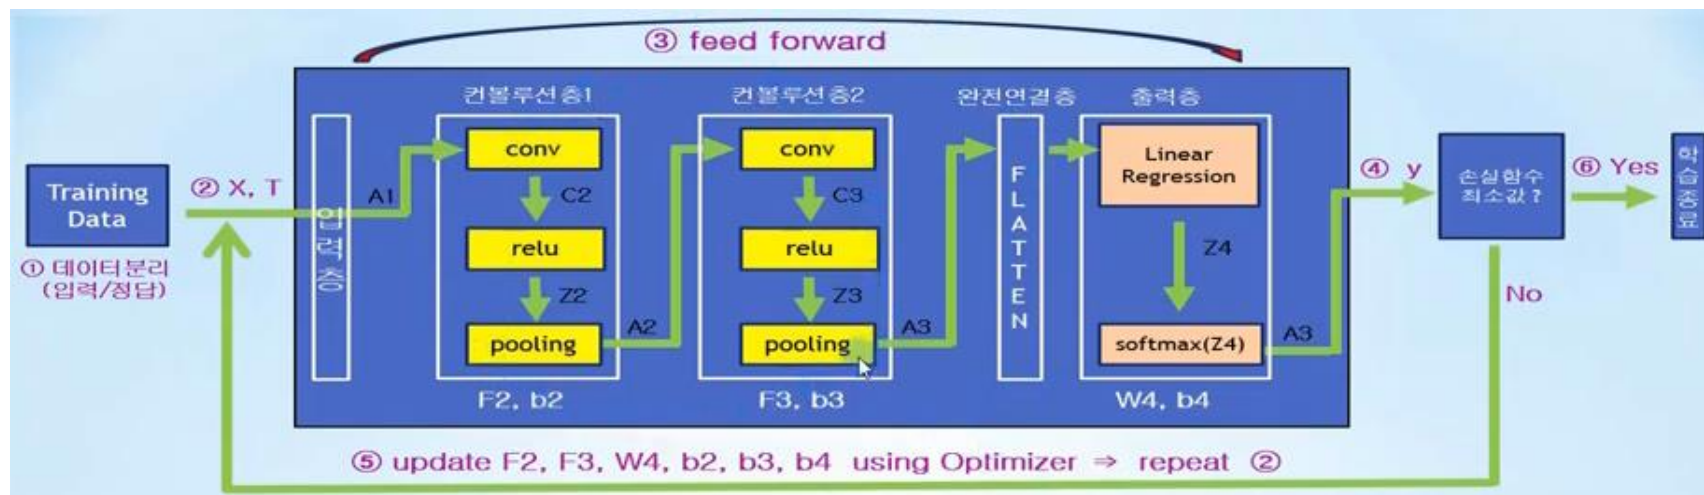 ③ feed forward
컨볼루션층1
컨볼루션층2
완전연결층
출력층
Training
Data
① 데이터분리
(입력/정답)
② X, T
입력층
A1
conv
C2
relu
Z2
pooling
F2, b2
A2
conv
C3
relu
Z3
pooling
F3, b3
A3
FLATTEN
Linear
Regression
Z4
softmax(Z4)
W4, b4
A3
④ y
손실함수
최소값?
⑥ Yes
학습종료
No
⑤ update F2, F3, W4, b2, b3, b4 using Optimizer ⇒ repeat ②